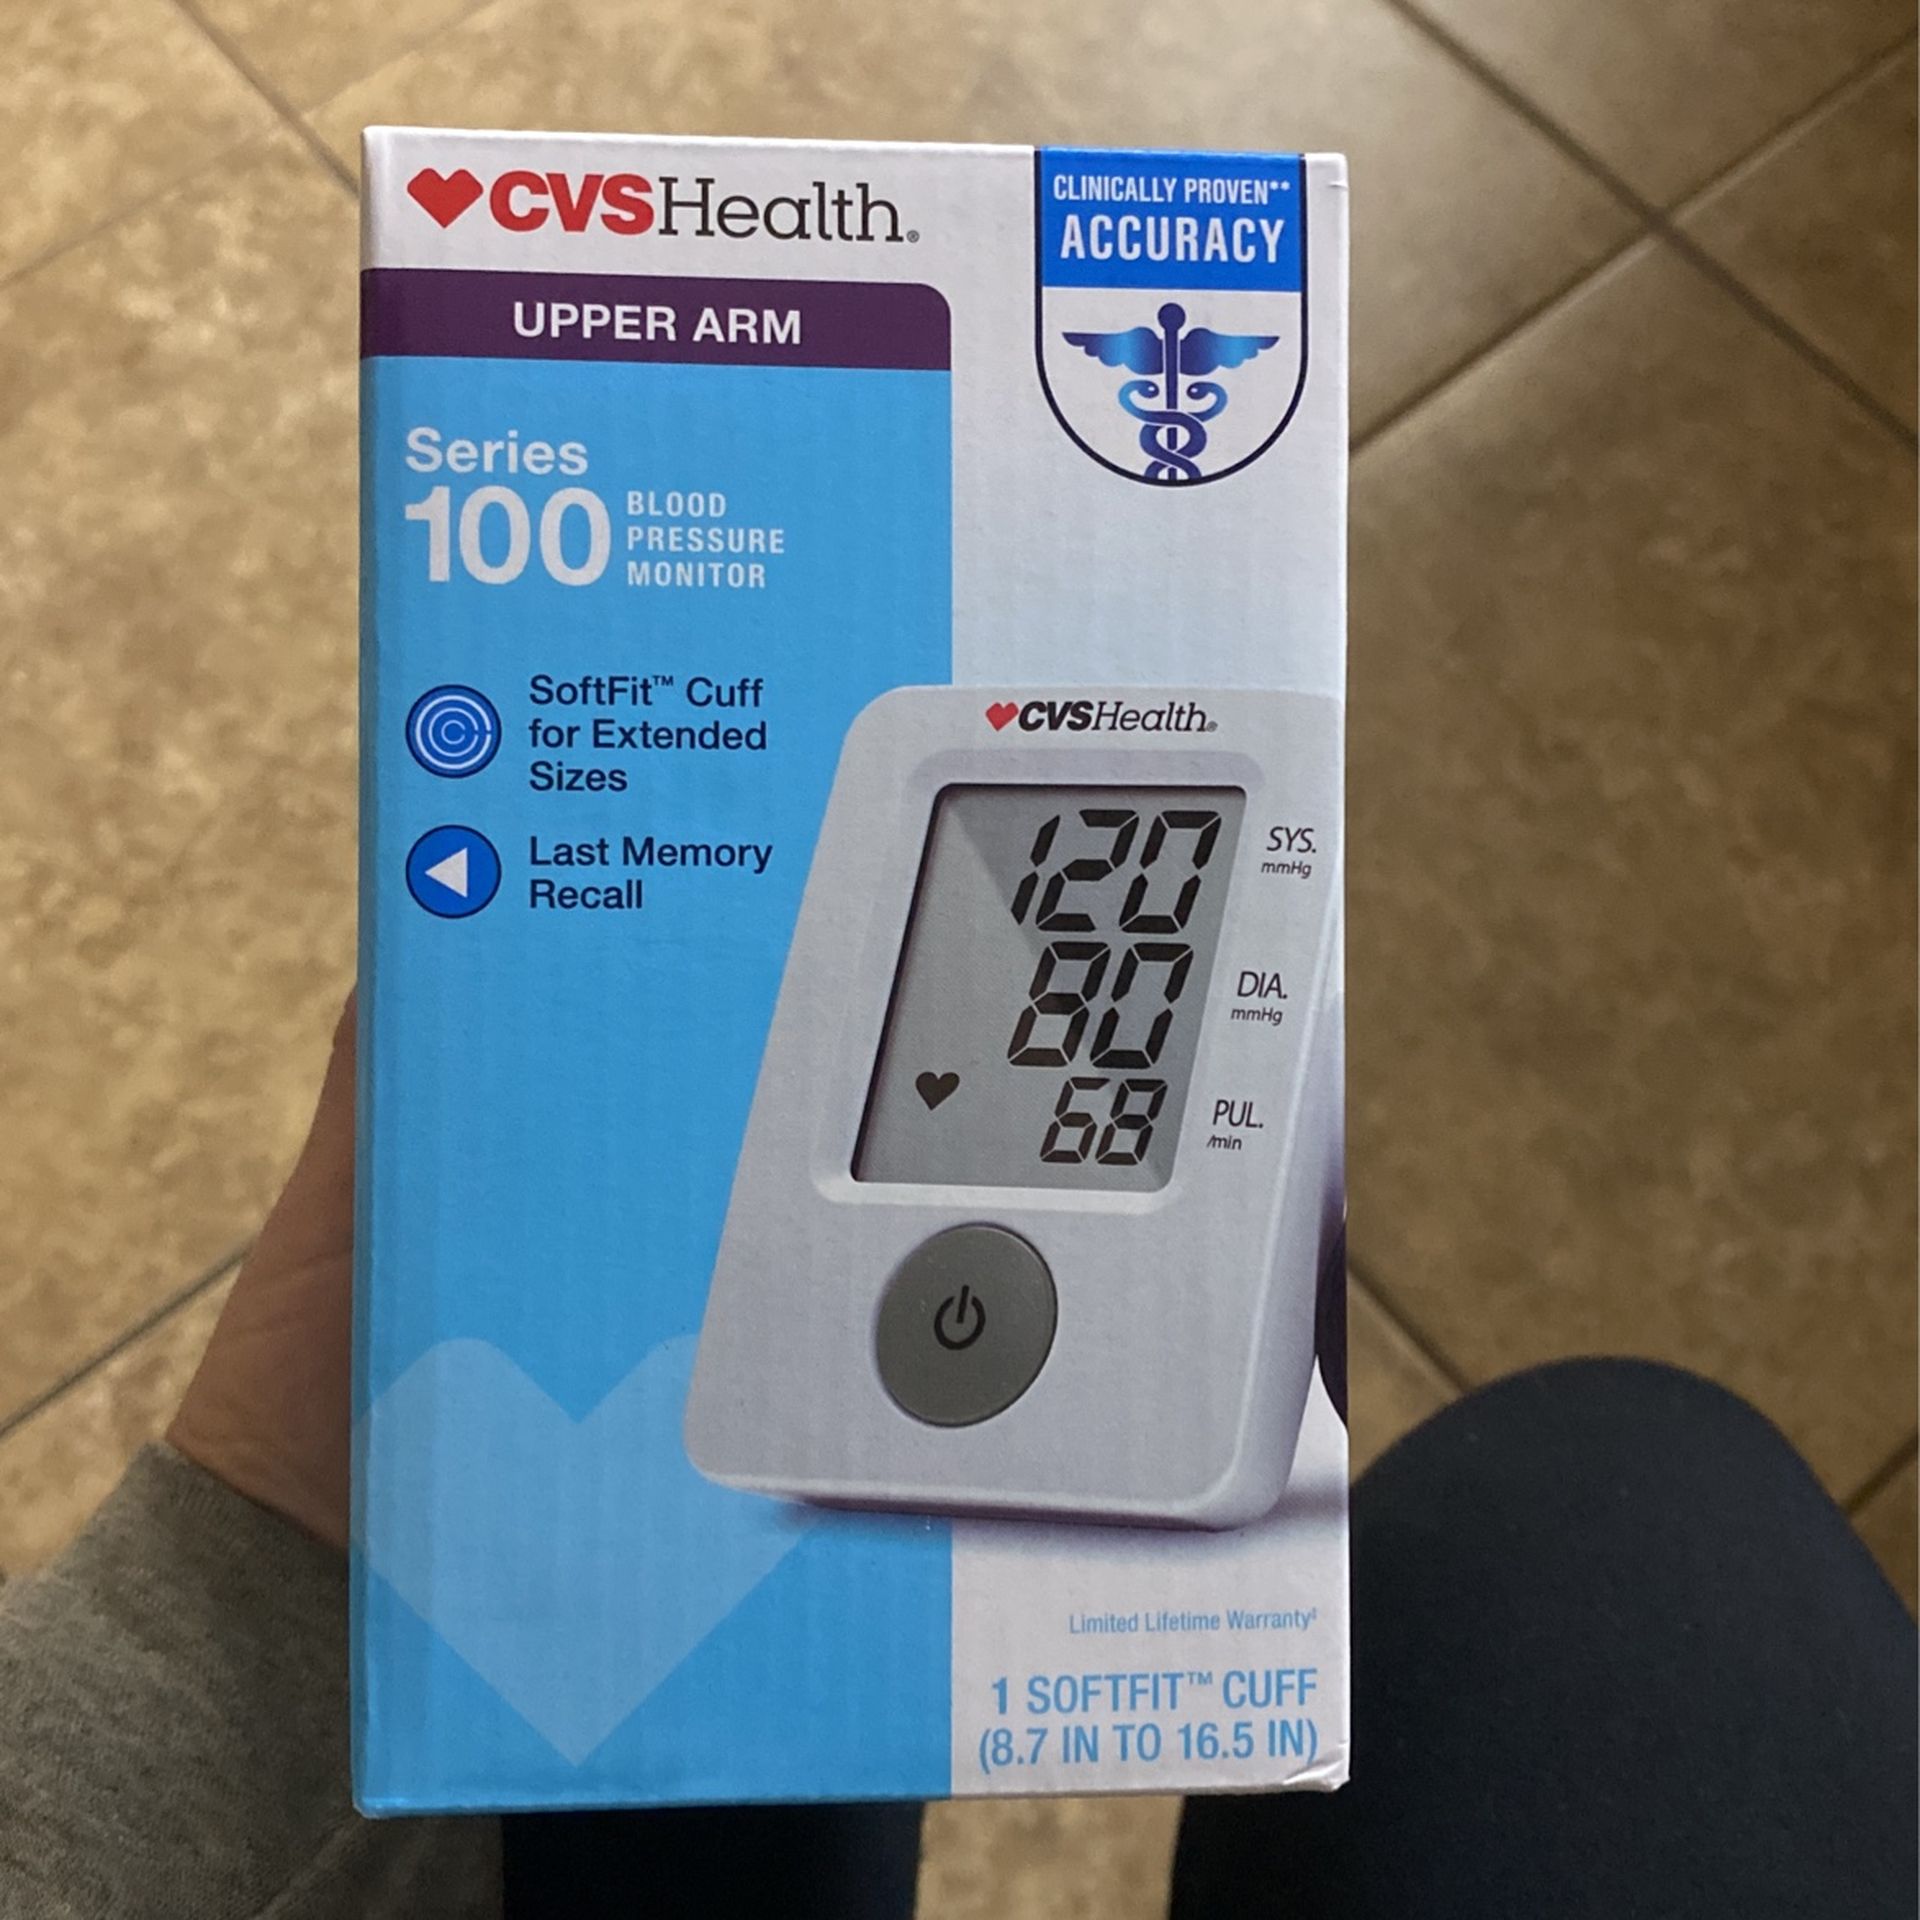 CVSHealth®
CLINICALLY PROVEN**
ACCURACY
UPPER ARM
Series
100
BLOOD
PRESSURE
MONITOR
SoftFit™ Cuff
for Extended
Sizes
Last Memory
Recall
CVSHealth®
120
SYS.
mmHg
80
DIA.
mmHg
68
PUL.
/min
Limited Lifetime Warranty‡
1 SOFTFIT™ CUFF
(8.7 IN TO 16.5 IN)